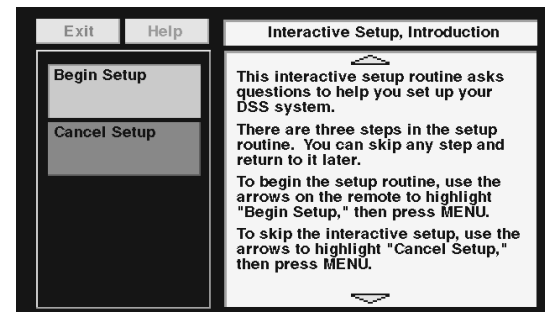 Exit
Help
Interactive Setup, Introduction
Begin Setup
Cancel Setup
This interactive setup routine asks
questions to help you set up your
DSS system.
There are three steps in the setup
routine. You can skip any step and
return to it later.
To begin the setup routine, use the
arrows on the remote to highlight
"Begin Setup," then press MENU.
To skip the interactive setup, use the
arrows to highlight "Cancel Setup,"
then press MENU.